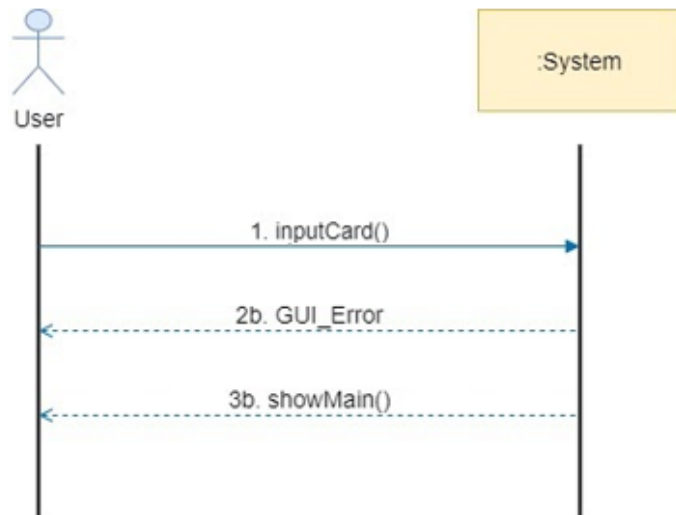 :System
User
1. inputCard()
2b. GUI_Error
3b. showMain()